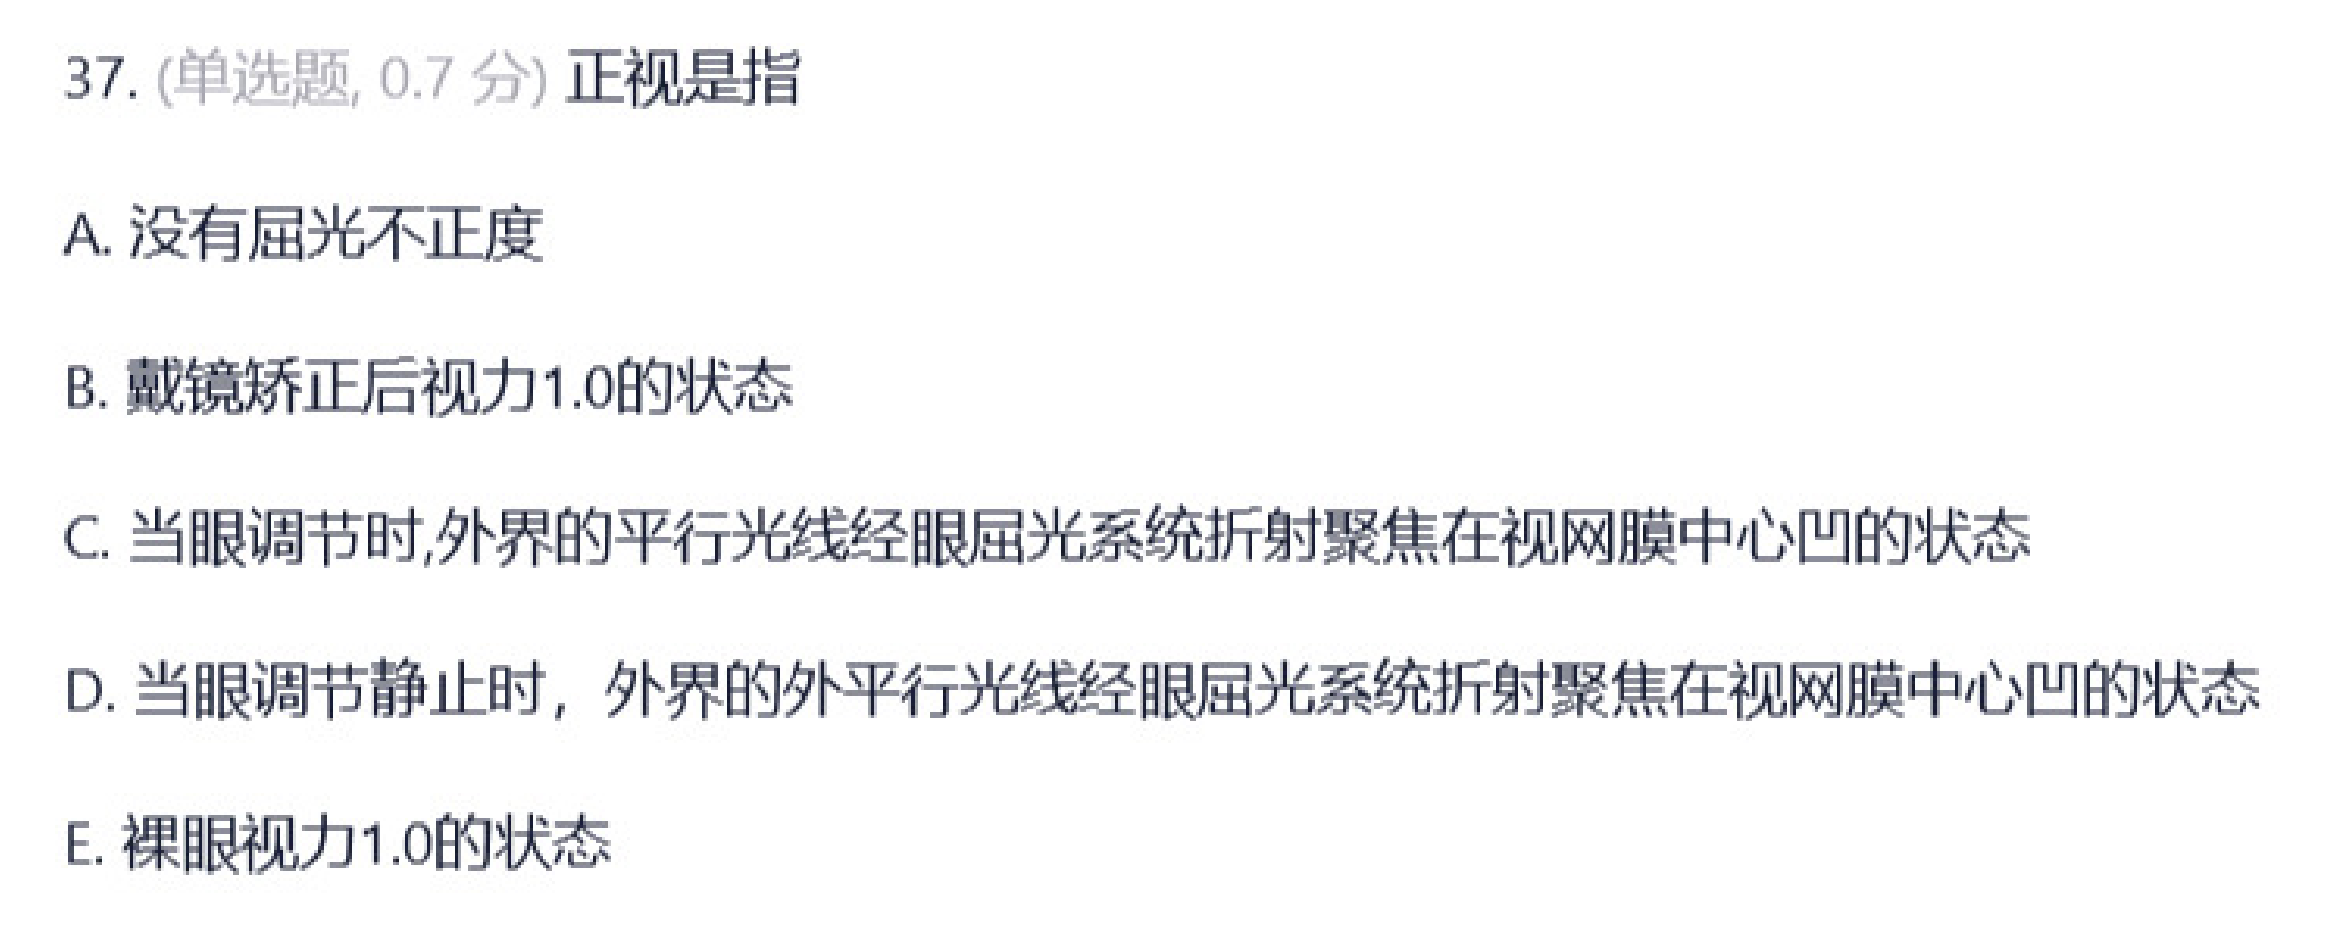 37. (单选题, 0.7 分) 正视是指
A. 没有屈光不正度
B. 戴镜矫正后视力1.0的状态
C. 当眼调节时,外界的平行光线经眼屈光系统折射聚焦在视网膜中心凹的状态
D. 当眼调节静止时，外界的外平行光线经眼屈光系统折射聚焦在视网膜中心凹的状态
E. 裸眼视力1.0的状态